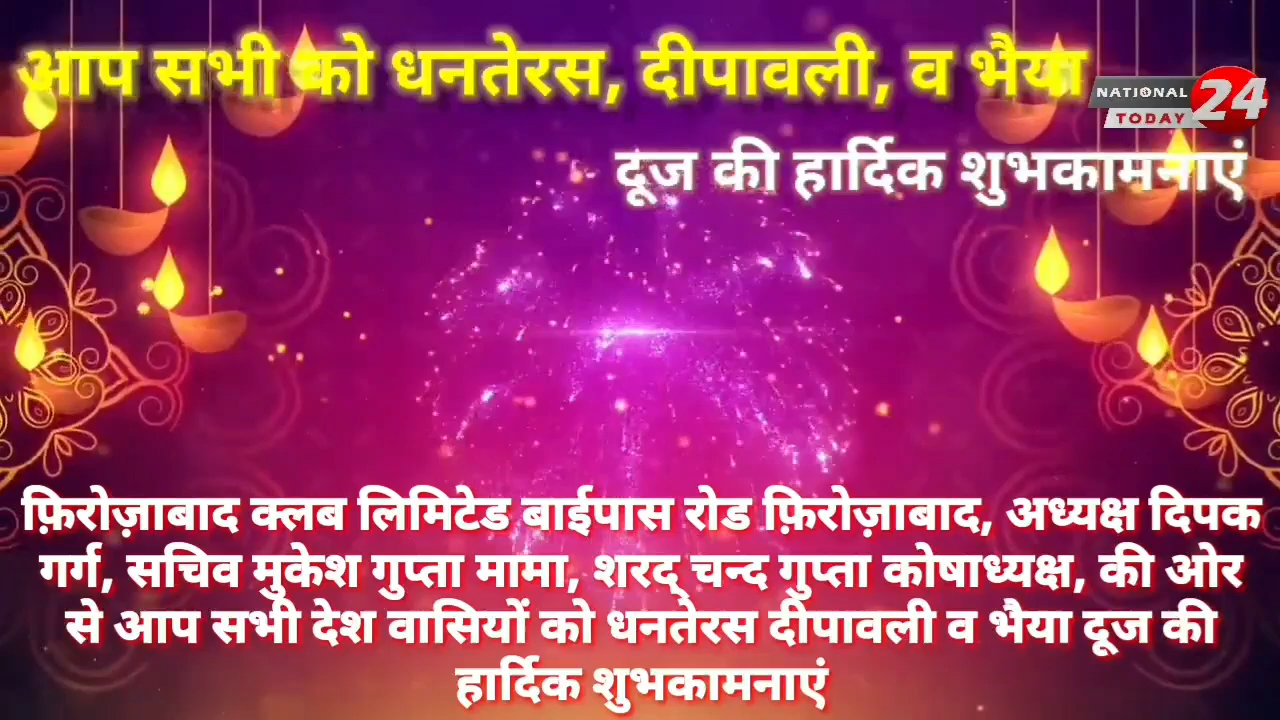 आप सभी को धनतेरस, दीपावली, व भैया
NATIONAL
TODAY
24
दूज की हार्दिक शुभकामनाएं
फ़िरोज़ाबाद क्लब लिमिटेड बाईपास रोड फ़िरोज़ाबाद, अध्यक्ष दिपक
गर्ग, सचिव मुकेश गुप्ता मामा, शरद् चन्द गुप्ता कोषाध्यक्ष, की ओर
से आप सभी देश वासियों को धनतेरस दीपावली व भैया दूज की
हार्दिक शुभकामनाएं